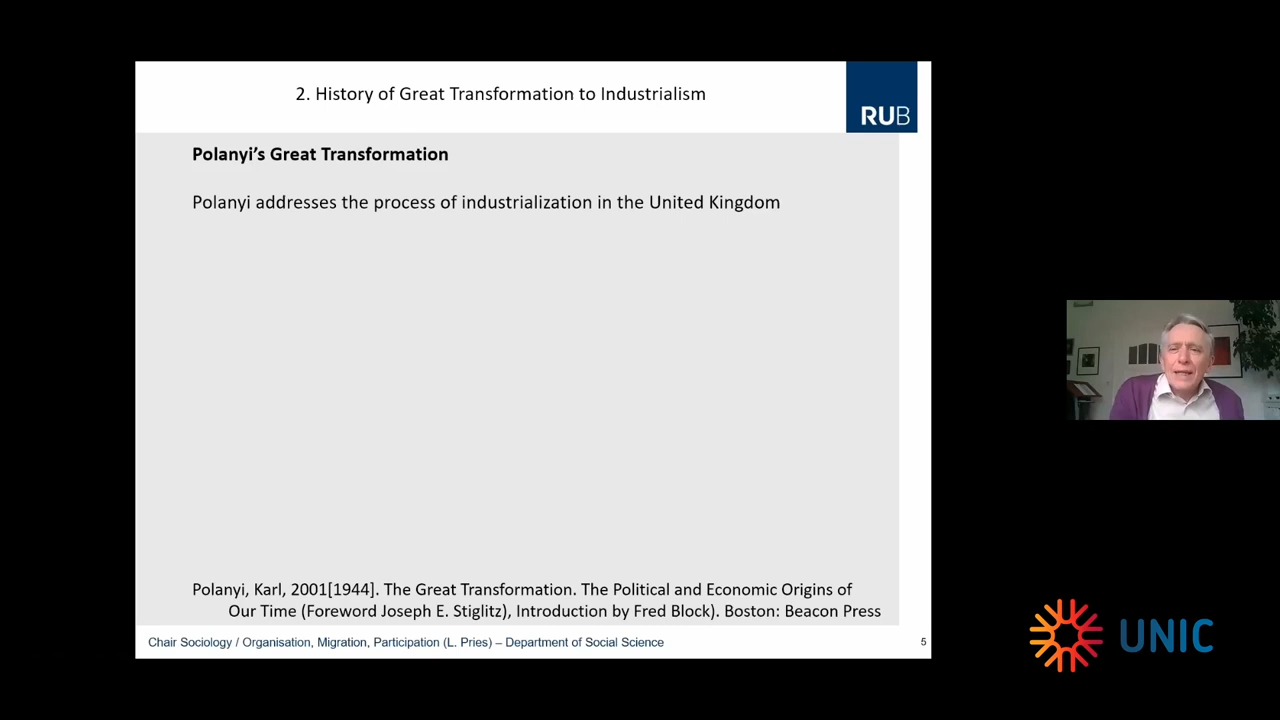 2. History of Great Transformation to Industrialism
RUB
Polanyi’s Great Transformation
Polanyi addresses the process of industrialization in the United Kingdom
Polanyi, Karl, 2001[1944]. The Great Transformation. The Political and Economic Origins of
Our Time (Foreword Joseph E. Stiglitz), Introduction by Fred Block). Boston: Beacon Press
Chair Sociology / Organisation, Migration, Participation (L. Pries) – Department of Social Science
5
UNIC